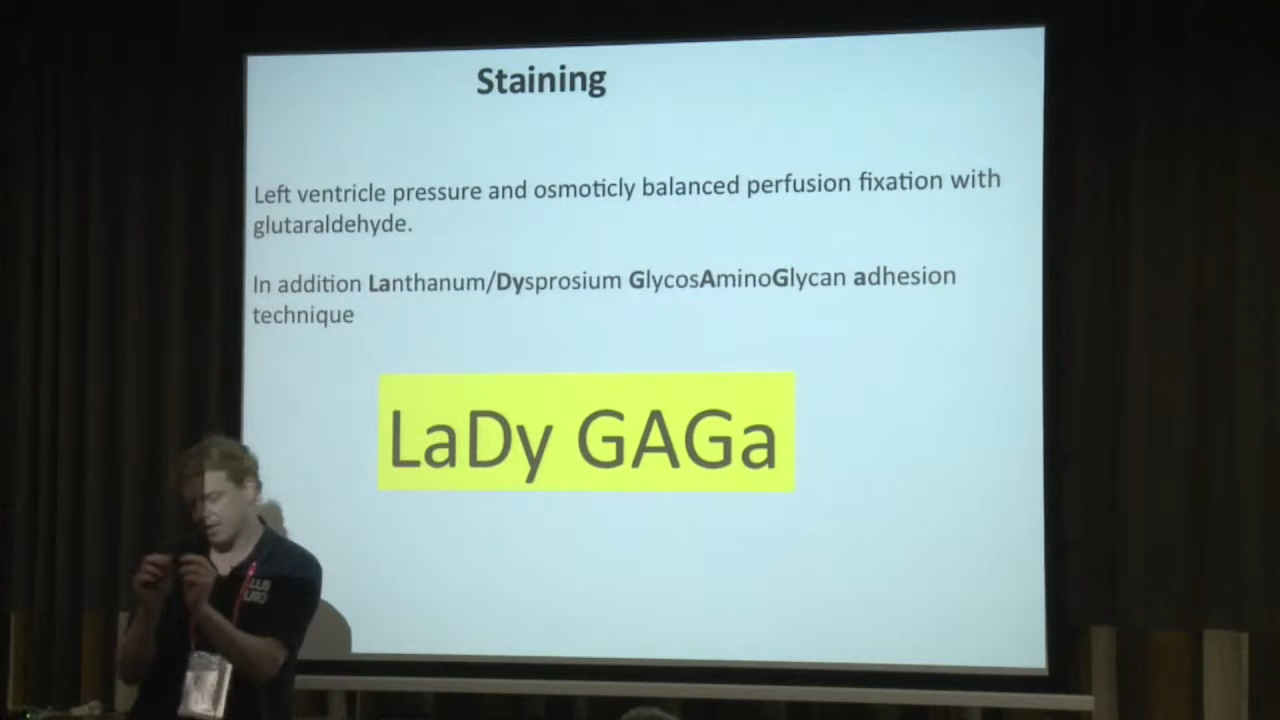 Staining
Left ventricle pressure and osmoticly balanced perfusion fixation with
glutaraldehyde.
In addition Lanthanum/Dysprosium GlycosAminoGlycan adhesion
technique
LaDy GAGa